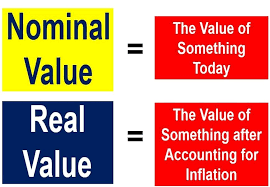 Nominal
Value
=
The Value of
Something
Today
Real
Value
=
The Value of
Something after
Accounting for
Inflation